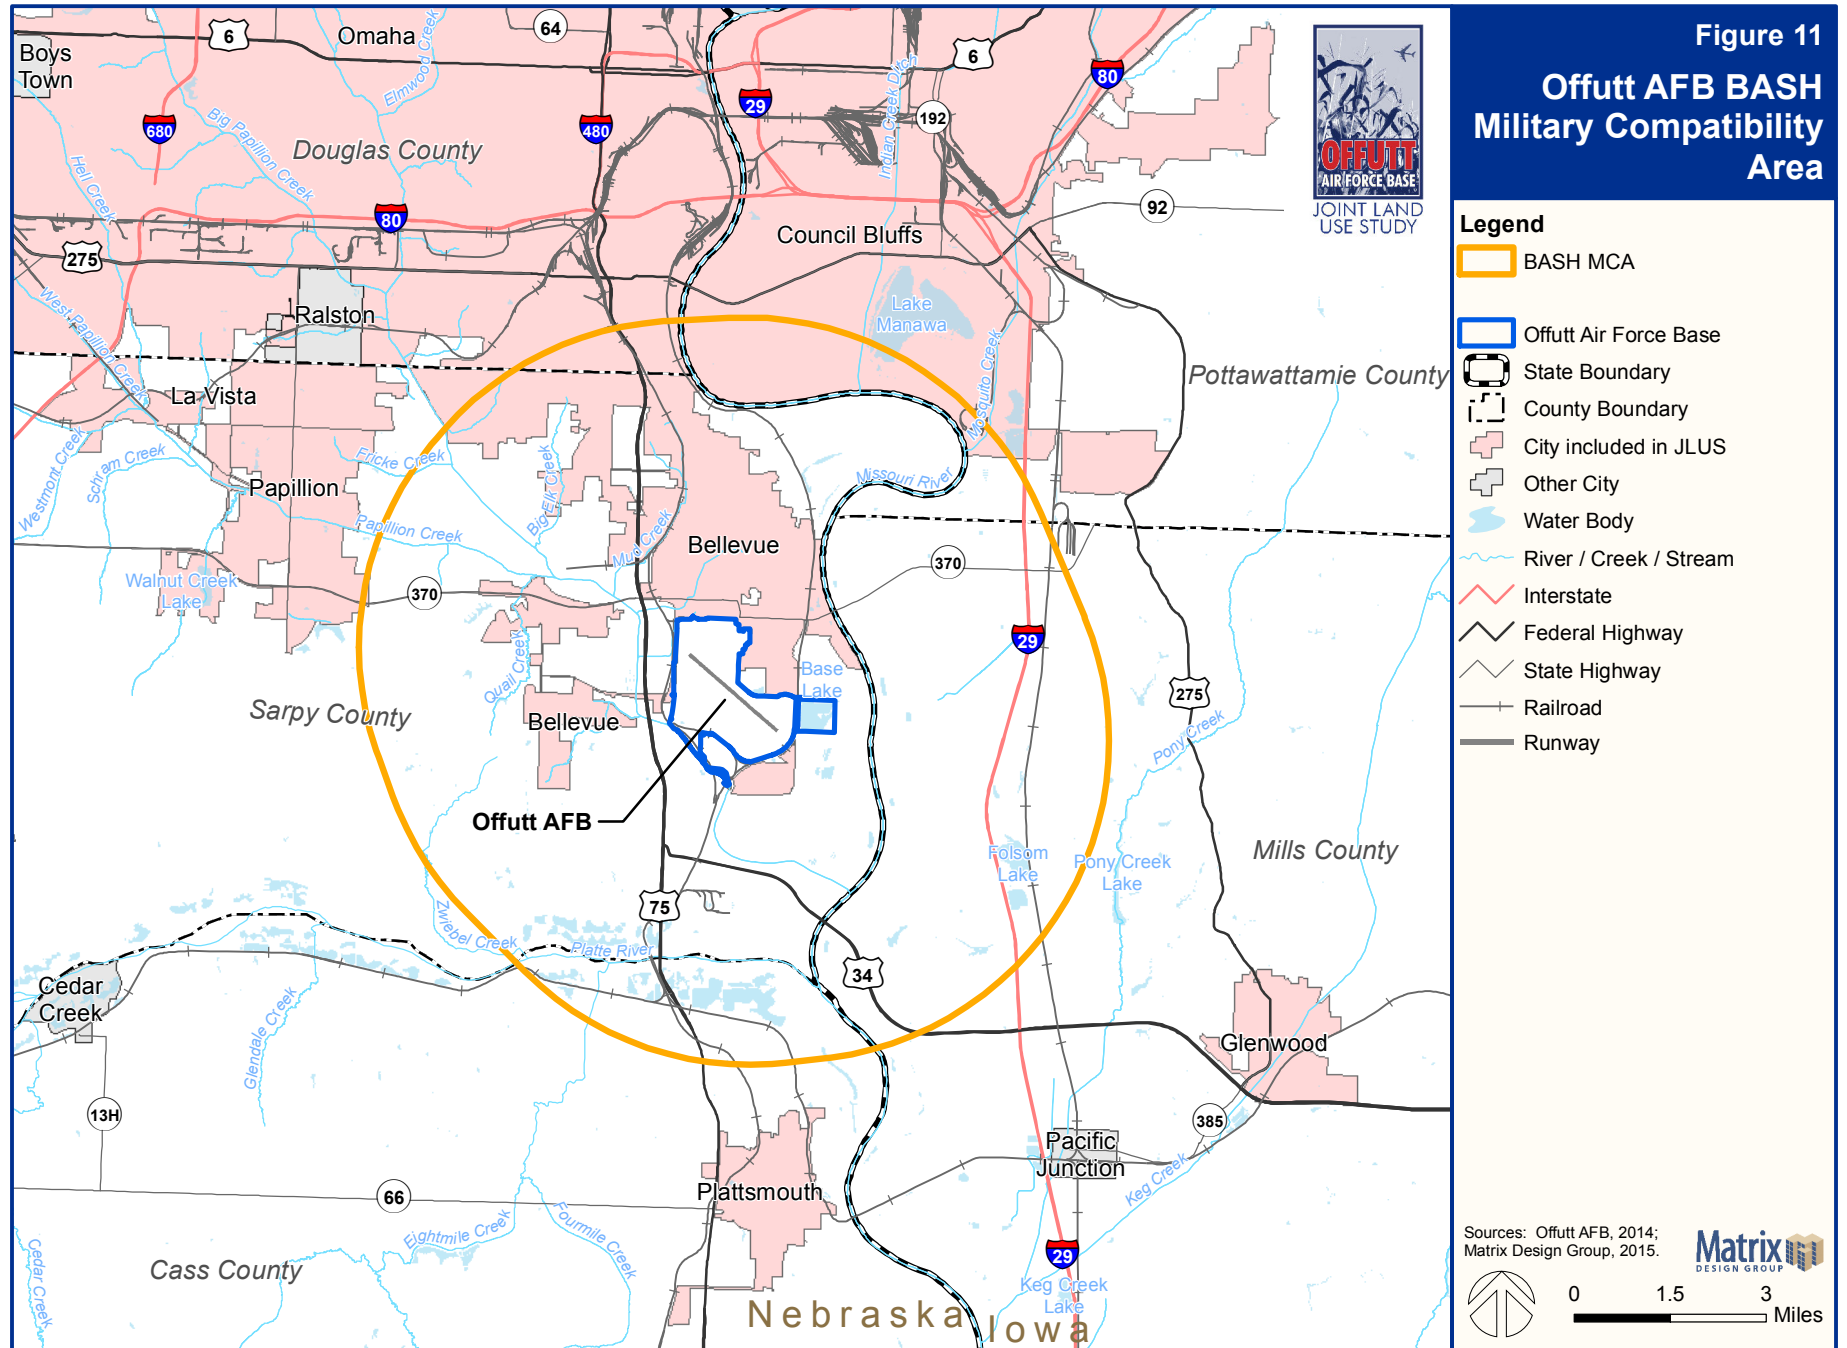 Figure 11
Offutt AFB BASH
Military Compatibility
Area
Legend
BASH MCA
Offutt Air Force Base
State Boundary
County Boundary
City included in JLUS
Other City
Water Body
River / Creek / Stream
Interstate
Federal Highway
State Highway
Railroad
Runway
Sources: Offutt AFB, 2014;
Matrix Design Group, 2015.
Matrix
DESIGN GROUP
0 1.5 3
Miles
OFFUTT
AIR FORCE BASE
JOINT LAND
USE STUDY
Boys
Town
6
Omaha
64
6
80
Elmwood Creek
Indian Creek Ditch
29
192
680
480
Big Papillion Creek
Douglas County
Hell Creek
80
92
275
Council Bluffs
West Papillion Creek
Ralston
Lake
Manawa
Mosquito Creek
Pottawattamie County
La Vista
Westmont Creek
Schram Creek
Fricke Creek
Big Elk Creek
Papillion
Missouri River
Papillion Creek
Mud Creek
Bellevue
Walnut Creek
Lake
370
370
29
Quail Creek
Base
Lake
275
Sarpy County
Bellevue
Pony Creek
Offutt AFB
Folsom
Lake
Pony Creek
Lake
Mills County
75
Zwiebel Creek
Platte River
34
Cedar
Creek
Glendale Creek
Glenwood
13H
385
Pacific
Junction
Keg Creek
66
Plattsmouth
Eightmile Creek
Fourmile Creek
Cedar Creek
Cass County
29
Keg Creek
Lake
Nebraska
Iowa